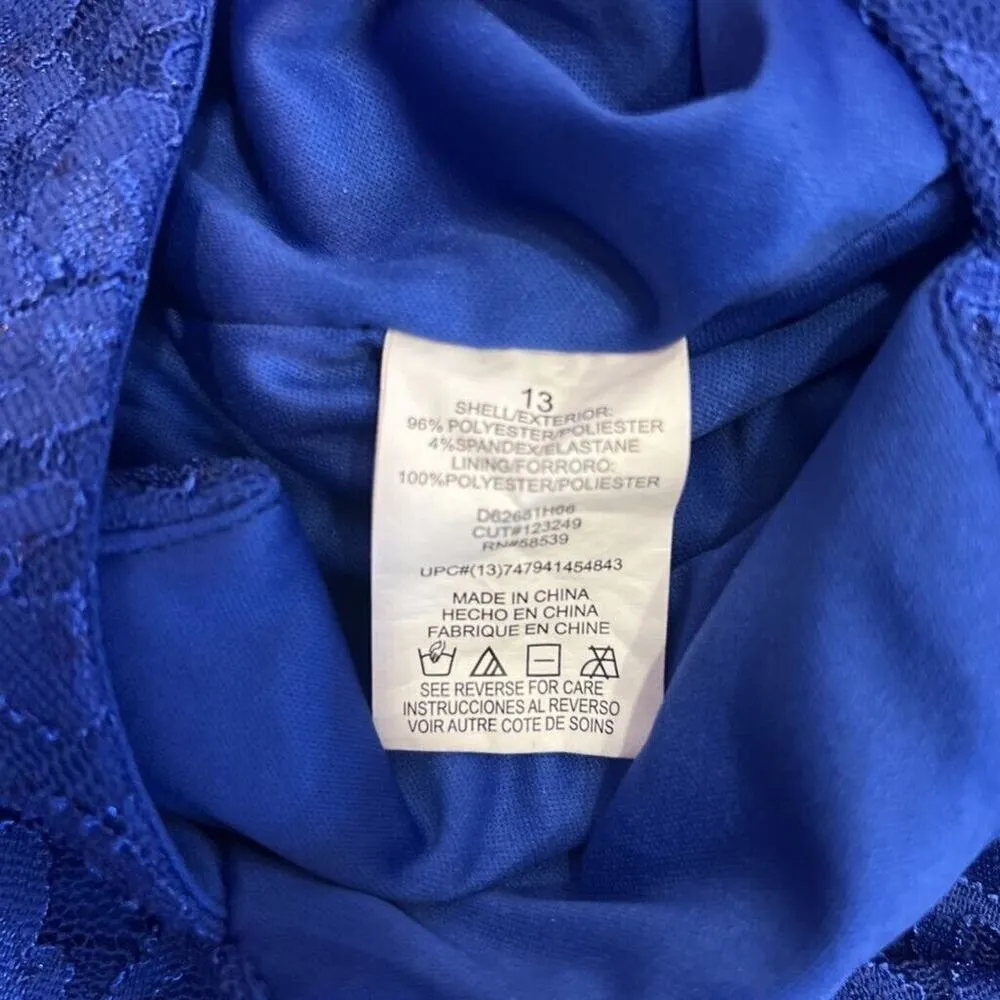 13
SHELL/EXTERIOR:
96% POLYESTER/POLIESTER
4%SPANDEX/ELASTANE
LINING/FORRORO:
100%POLYESTER/POLIESTER
D62681H66
CUT#123249
RN#58539
UPC#(13)747941454843
MADE IN CHINA
HECHO EN CHINA
FABRIQUE EN CHINE
SEE REVERSE FOR CARE
INSTRUCCIONES AL REVERSO
VOIR AUTRE COTE DE SOINS